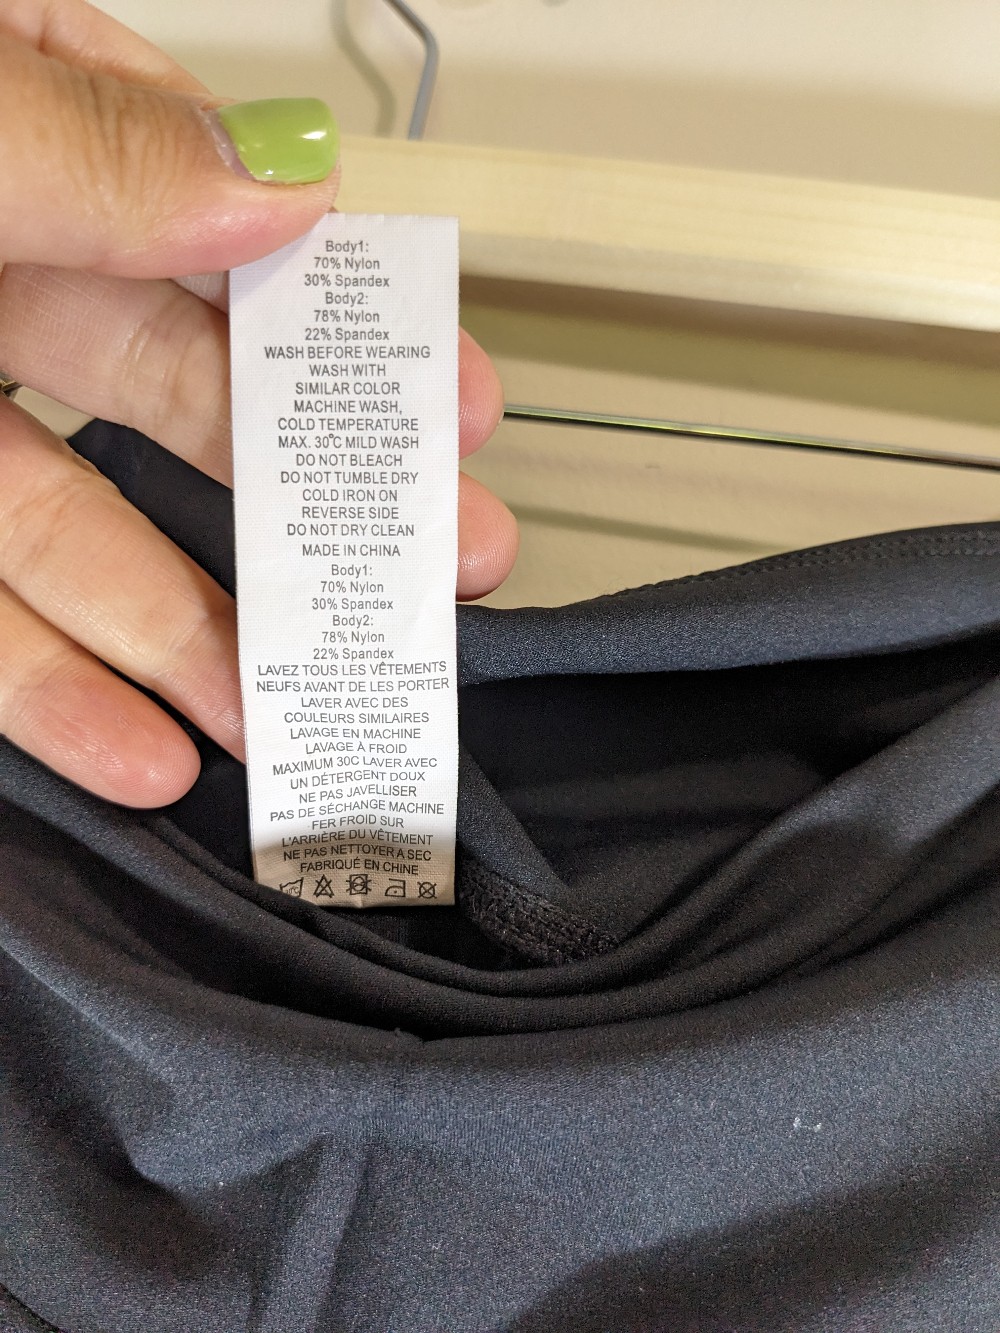 Body1:
70% Nylon
30% Spandex
Body2:
78% Nylon
22% Spandex
WASH BEFORE WEARING
WASH WITH
SIMILAR COLOR
MACHINE WASH,
COLD TEMPERATURE
MAX. 30°C MILD WASH
DO NOT BLEACH
DO NOT TUMBLE DRY
COLD IRON ON
REVERSE SIDE
DO NOT DRY CLEAN
MADE IN CHINA
Body1:
70% Nylon
30% Spandex
Body2:
78% Nylon
22% Spandex
LAVEZ TOUS LES VÊTEMENTS
NEUFS AVANT DE LES PORTER
LAVER AVEC DES
COULEURS SIMILAIRES
LAVAGE EN MACHINE
LAVAGE À FROID
MAXIMUM 30C LAVER AVEC
UN DÉTERGENT DOUX
NE PAS JAVELLISER
PAS DE SÉCHANGE MACHINE
FER FROID SUR
L'ARRIÈRE DU VÊTEMENT
NE PAS NETTOYER A SEC
FABRIQUÉ EN CHINE